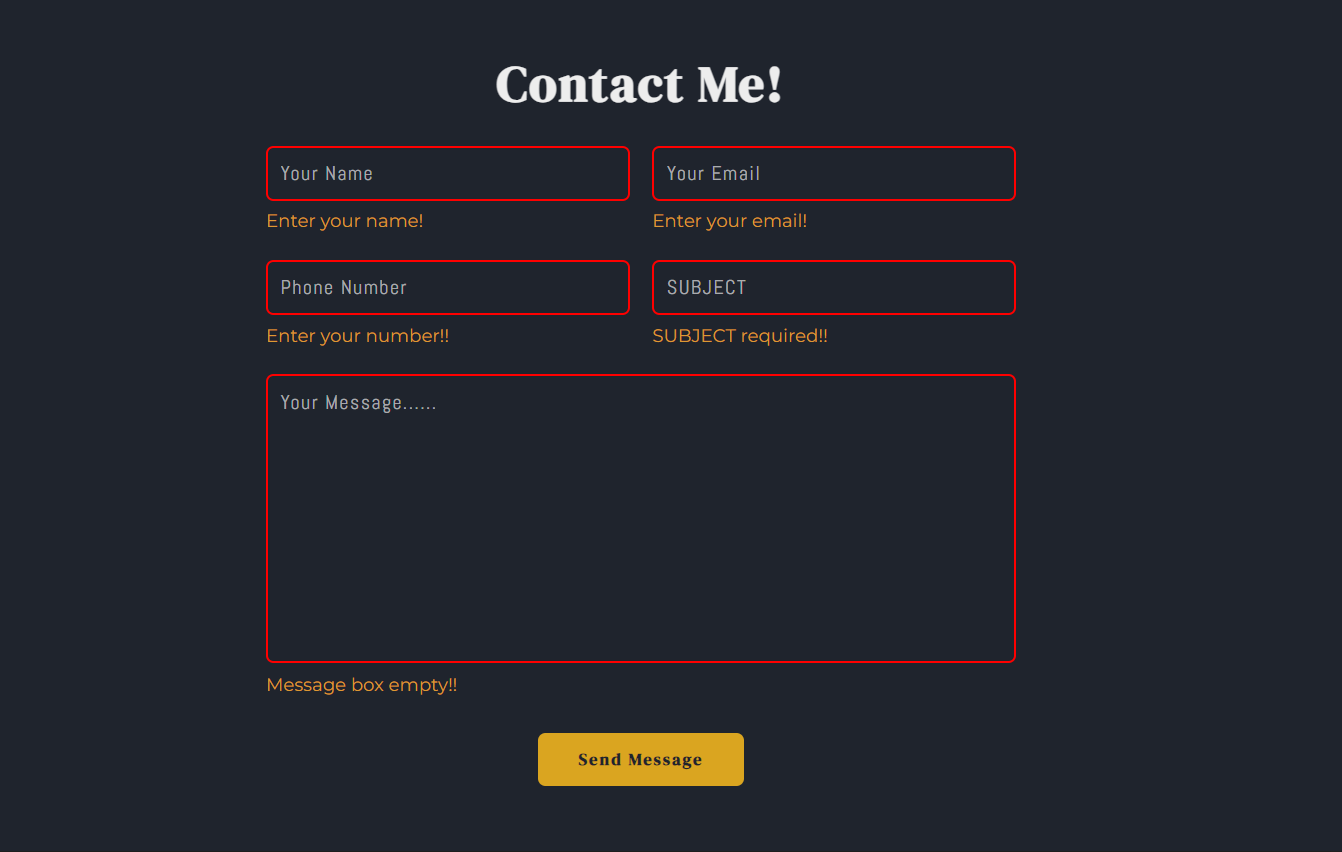 Contact Me!
Your Name
Your Email
Enter your name!
Enter your email!
Phone Number
SUBJECT
Enter your number!!
SUBJECT required!!
Your Message......
Message box empty!!
Send Message